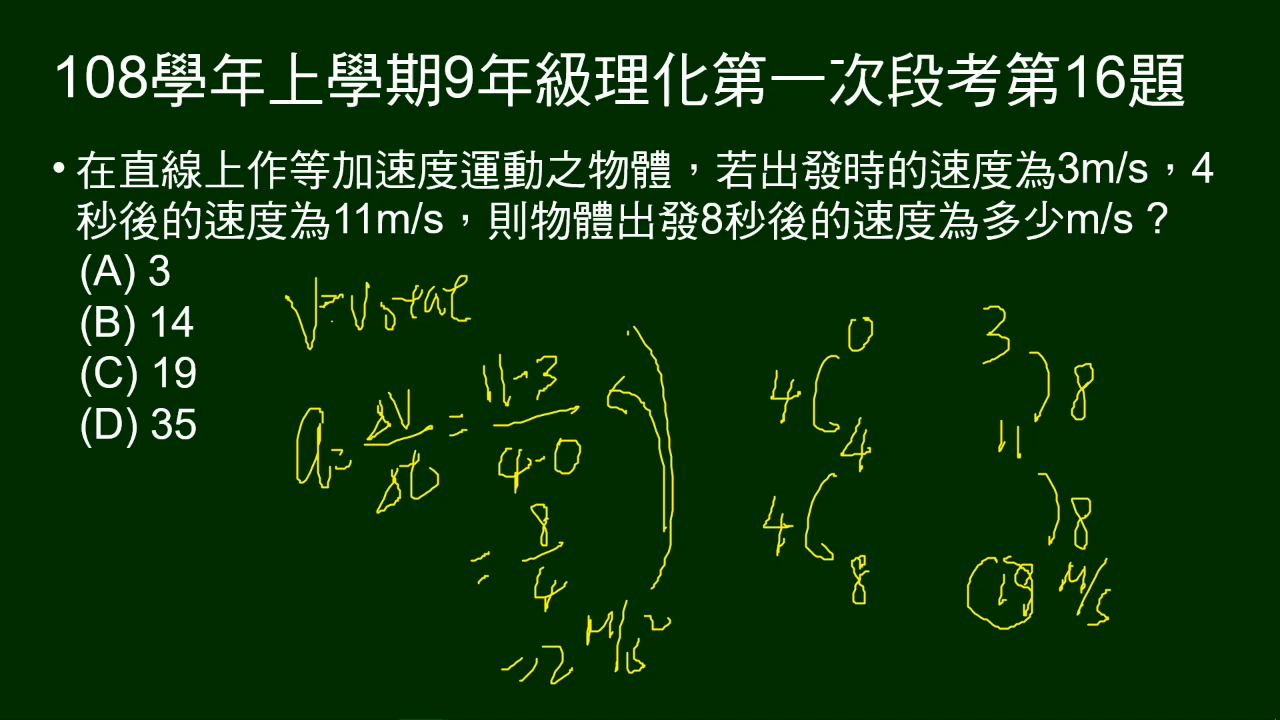 108學年上學期9年級理化第一次段考第16題
• 在直線上作等加速度運動之物體，若出發時的速度為3m/s，4
秒後的速度為11m/s，則物體出發8秒後的速度為多少m/s？
(A) 3
(B) 14
(C) 19
(D) 35
V=V0+at
a=ΔV/Δt=11-3/4-0
=8/4
=2 M/s²
0 3
4 8
4 11
4 8
8 19 M/s